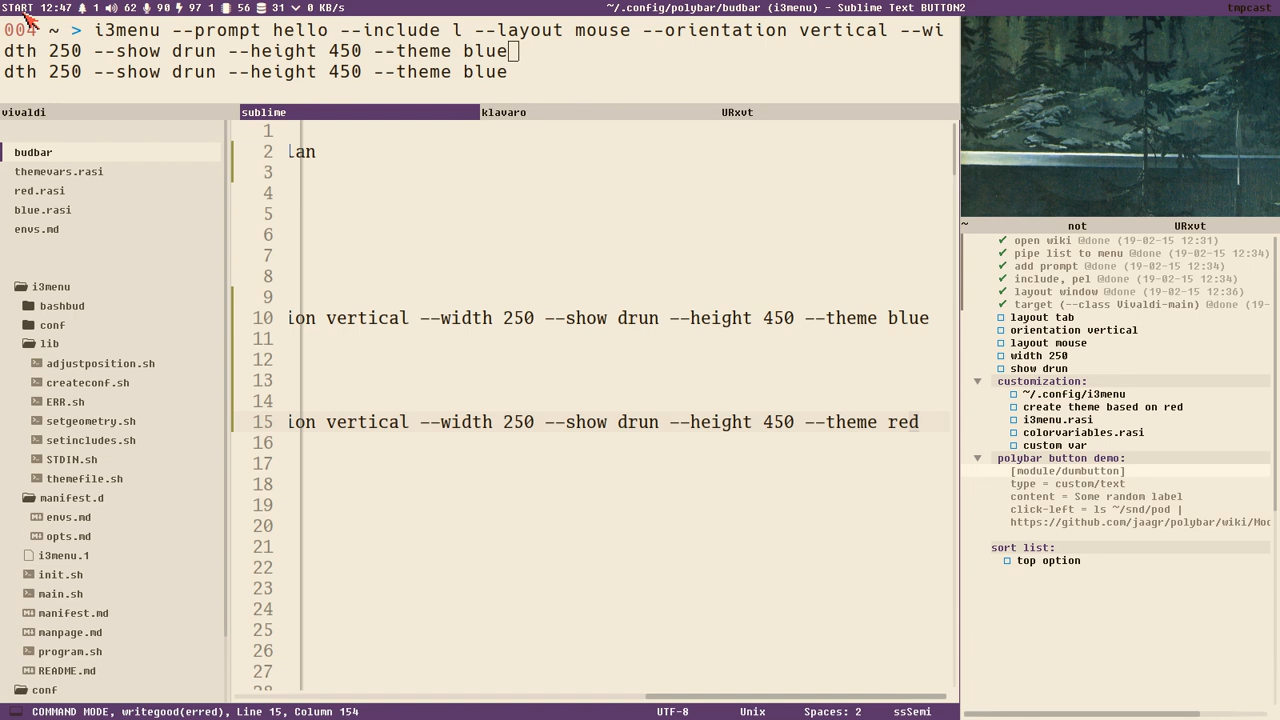 START 12:47 1 62 90 97 1 56 31 0 KB/s
~/.config/polybar/budbar (i3menu) - Sublime Text BUTTON2
tmpcast
004 ~ > i3menu --prompt hello --include l --layout mouse --orientation vertical --wi
dth 250 --show drun --height 450 --theme blue
dth 250 --show drun --height 450 --theme blue
vivaldi
sublime
klavaro
URxvt
budbar
themevars.rasi
red.rasi
blue.rasi
envs.md
i3menu
bashbud
conf
lib
adjustposition.sh
createconf.sh
ERR.sh
setgeometry.sh
setincludes.sh
STDIN.sh
themefile.sh
manifest.d
envs.md
opts.md
i3menu.1
init.sh
main.sh
manifest.md
manpage.md
program.sh
README.md
conf
1
2 lan
3
4
5
6
7
8
9
10 ion vertical --width 250 --show drun --height 450 --theme blue
11
12
13
14
15 ion vertical --width 250 --show drun --height 450 --theme red
16
17
18
19
20
21
22
23
24
25
26
27
28
~
not
URxvt
✔ open wiki @done (19-02-15 12:31)
✔ pipe list to menu @done (19-02-15 12:34)
✔ add prompt @done (19-02-15 12:34)
✔ include, pel @done (19-02-15 12:34)
✔ layout window @done (19-02-15 12:36)
✔ target (--class Vivaldi-main) @done (19-
layout tab
orientation vertical
layout mouse
width 250
show drun
customization:
~/.config/i3menu
create theme based on red
i3menu.rasi
colorvariables.rasi
custom var
polybar button demo:
[module/dumbutton]
type = custom/text
content = Some random label
click-left = ls ~/snd/pod |
https://github.com/jaagr/polybar/wiki/Mod
sort list:
top option
COMMAND MODE, writegood(erred), Line 15, Column 154
UTF-8
Unix
Spaces: 2
ssSemi